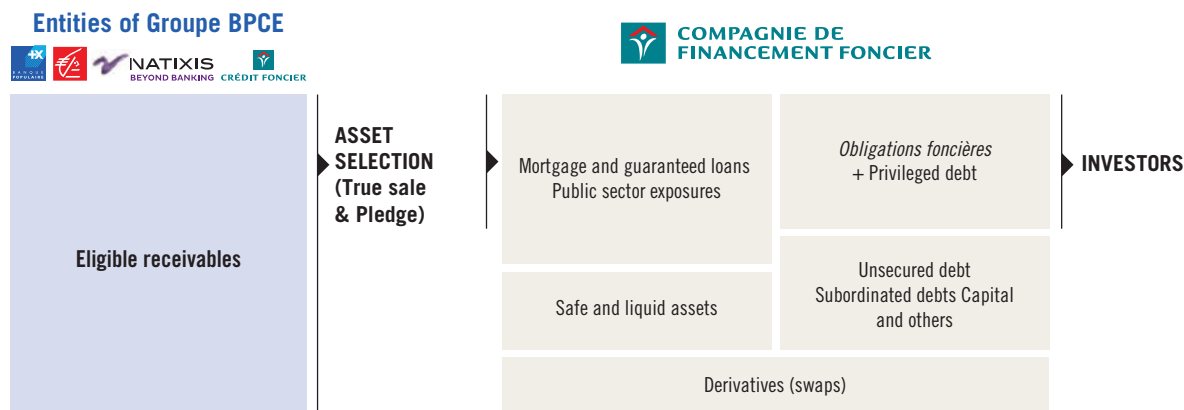 Entities of Groupe BPCE
BANQUE
POPULAIRE
NATIXIS
BEYOND BANKING
CRÉDIT FONCIER
COMPAGNIE DE
FINANCEMENT FONCIER
Eligible receivables
ASSET
SELECTION
(True sale
& Pledge)
Mortgage and guaranteed loans
Public sector exposures
Safe and liquid assets
Obligations foncières
+ Privileged debt
Unsecured debt
Subordinated debts Capital
and others
Derivatives (swaps)
INVESTORS